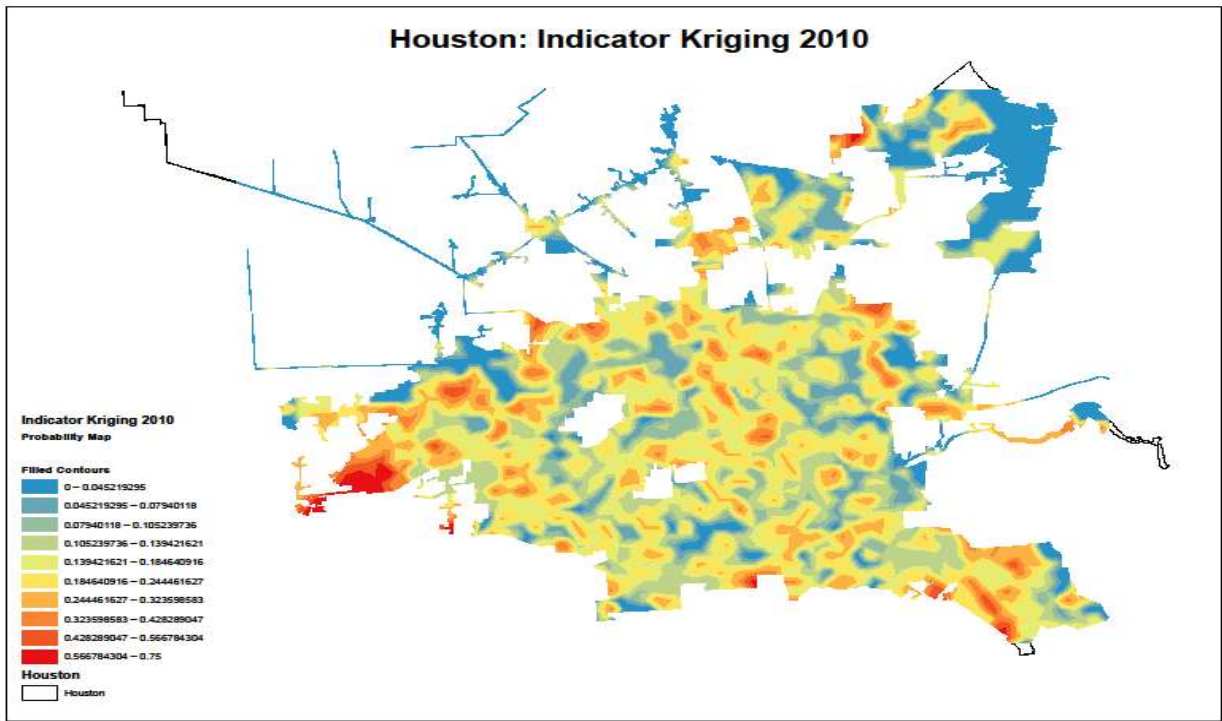 Houston: Indicator Kriging 2010
Indicator Kriging 2010
Probability Map
Filled Contours
0 – 0.045219295
0.045219295 – 0.07940118
0.07940118 – 0.105239736
0.105239736 – 0.139421621
0.139421621 – 0.184640916
0.184640916 – 0.244461627
0.244461627 – 0.323598583
0.323598583 – 0.428289047
0.428289047 – 0.566784304
0.566784304 – 0.75
Houston
Houston